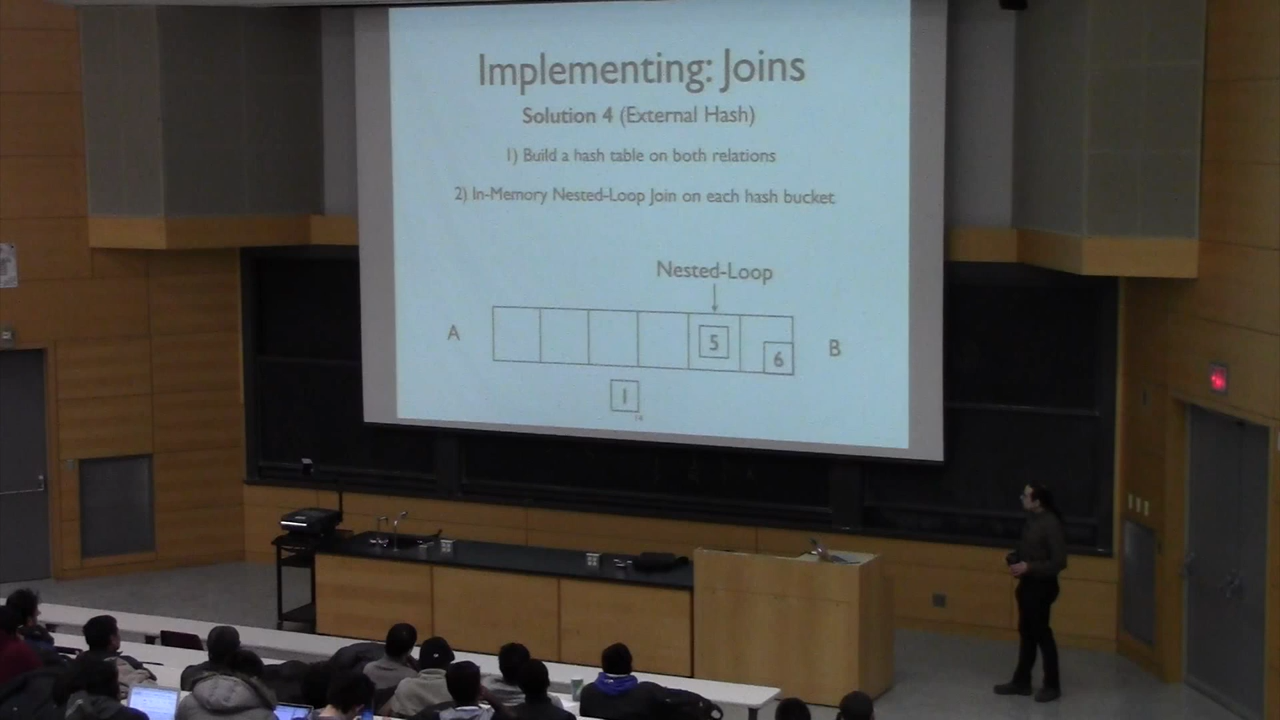 Implementing: Joins
Solution 4 (External Hash)
1) Build a hash table on both relations
2) In-Memory Nested-Loop Join on each hash bucket
Nested-Loop
A
5
6
B
1
14